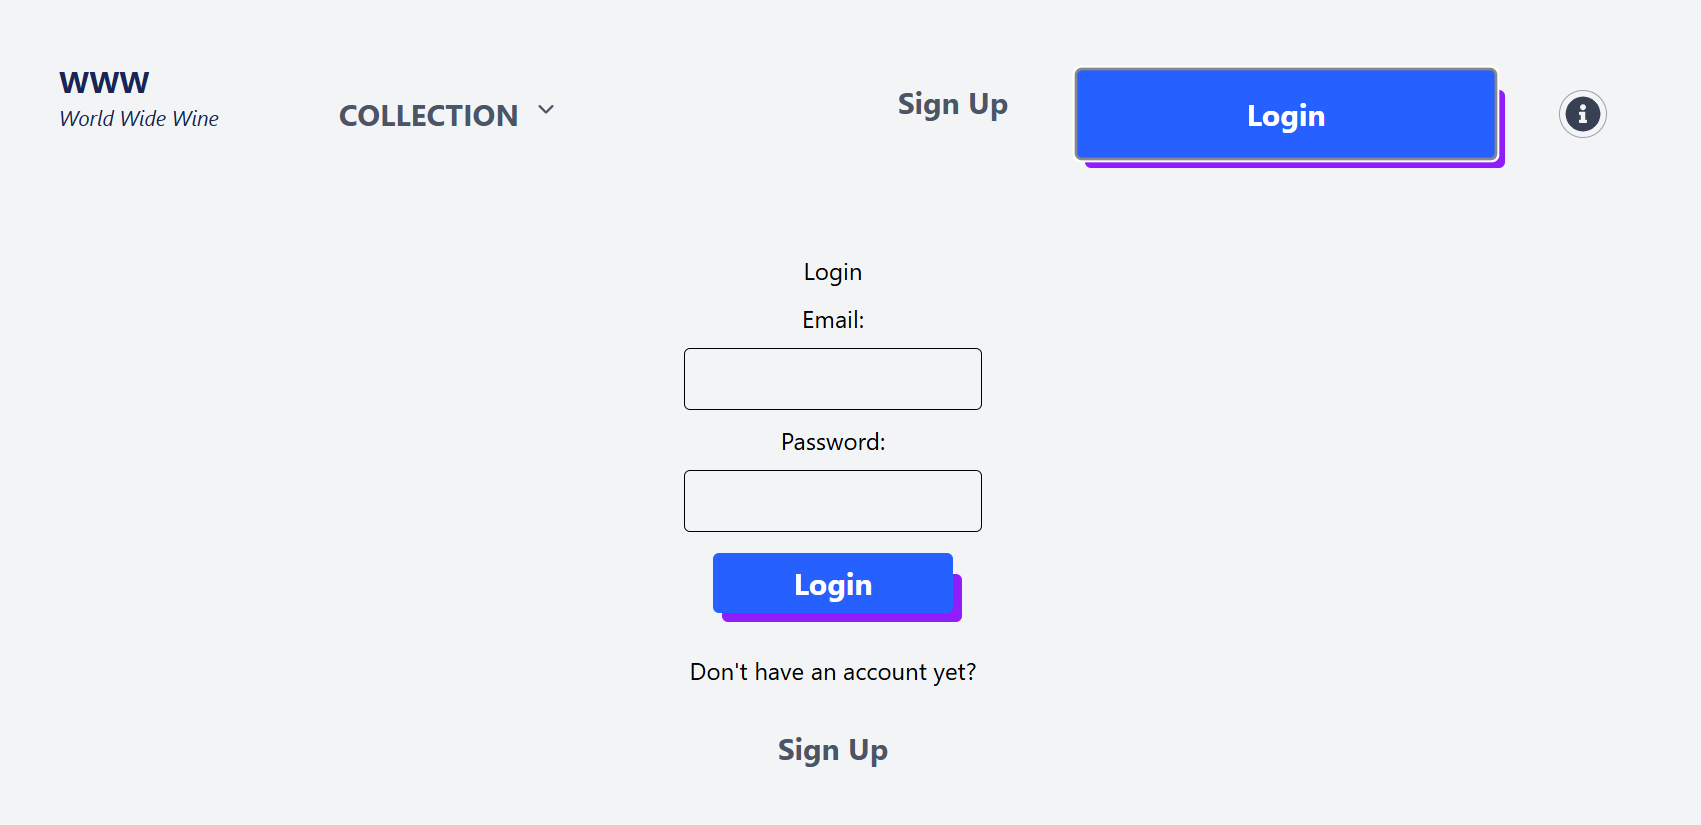 WWW
World Wide Wine
COLLECTION
Sign Up
Login
Login
Email:
Password:
Login
Don't have an account yet?
Sign Up